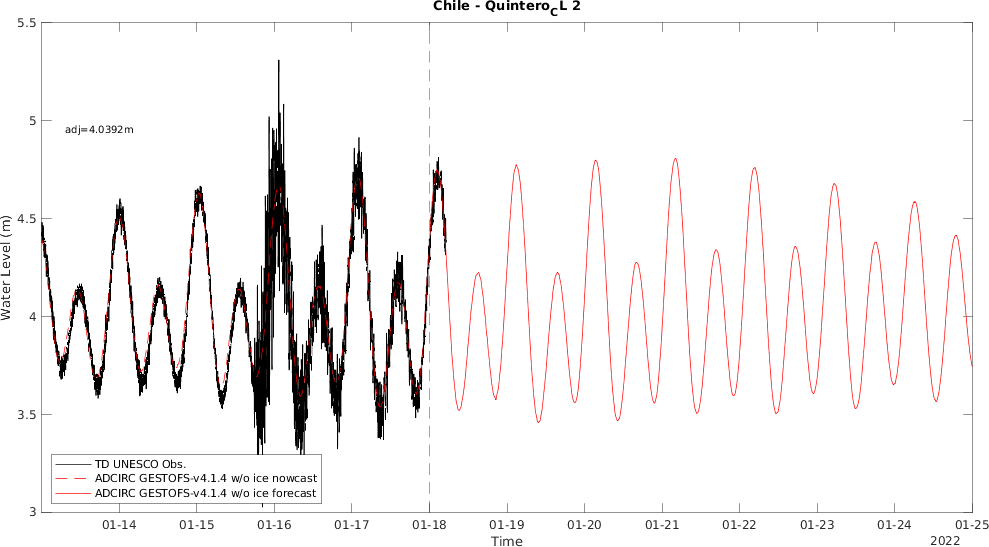 Chile - Quintero_CL 2
5.5
5
4.5
4
3.5
3
Water Level (m)
adj=4.0392m
TD UNESCO Obs.
ADCIRC GESTOFS-v4.1.4 w/o ice nowcast
ADCIRC GESTOFS-v4.1.4 w/o ice forecast
01-14 01-15 01-16 01-17 01-18 01-19 01-20 01-21 01-22 01-23 01-24 01-25
Time
2022